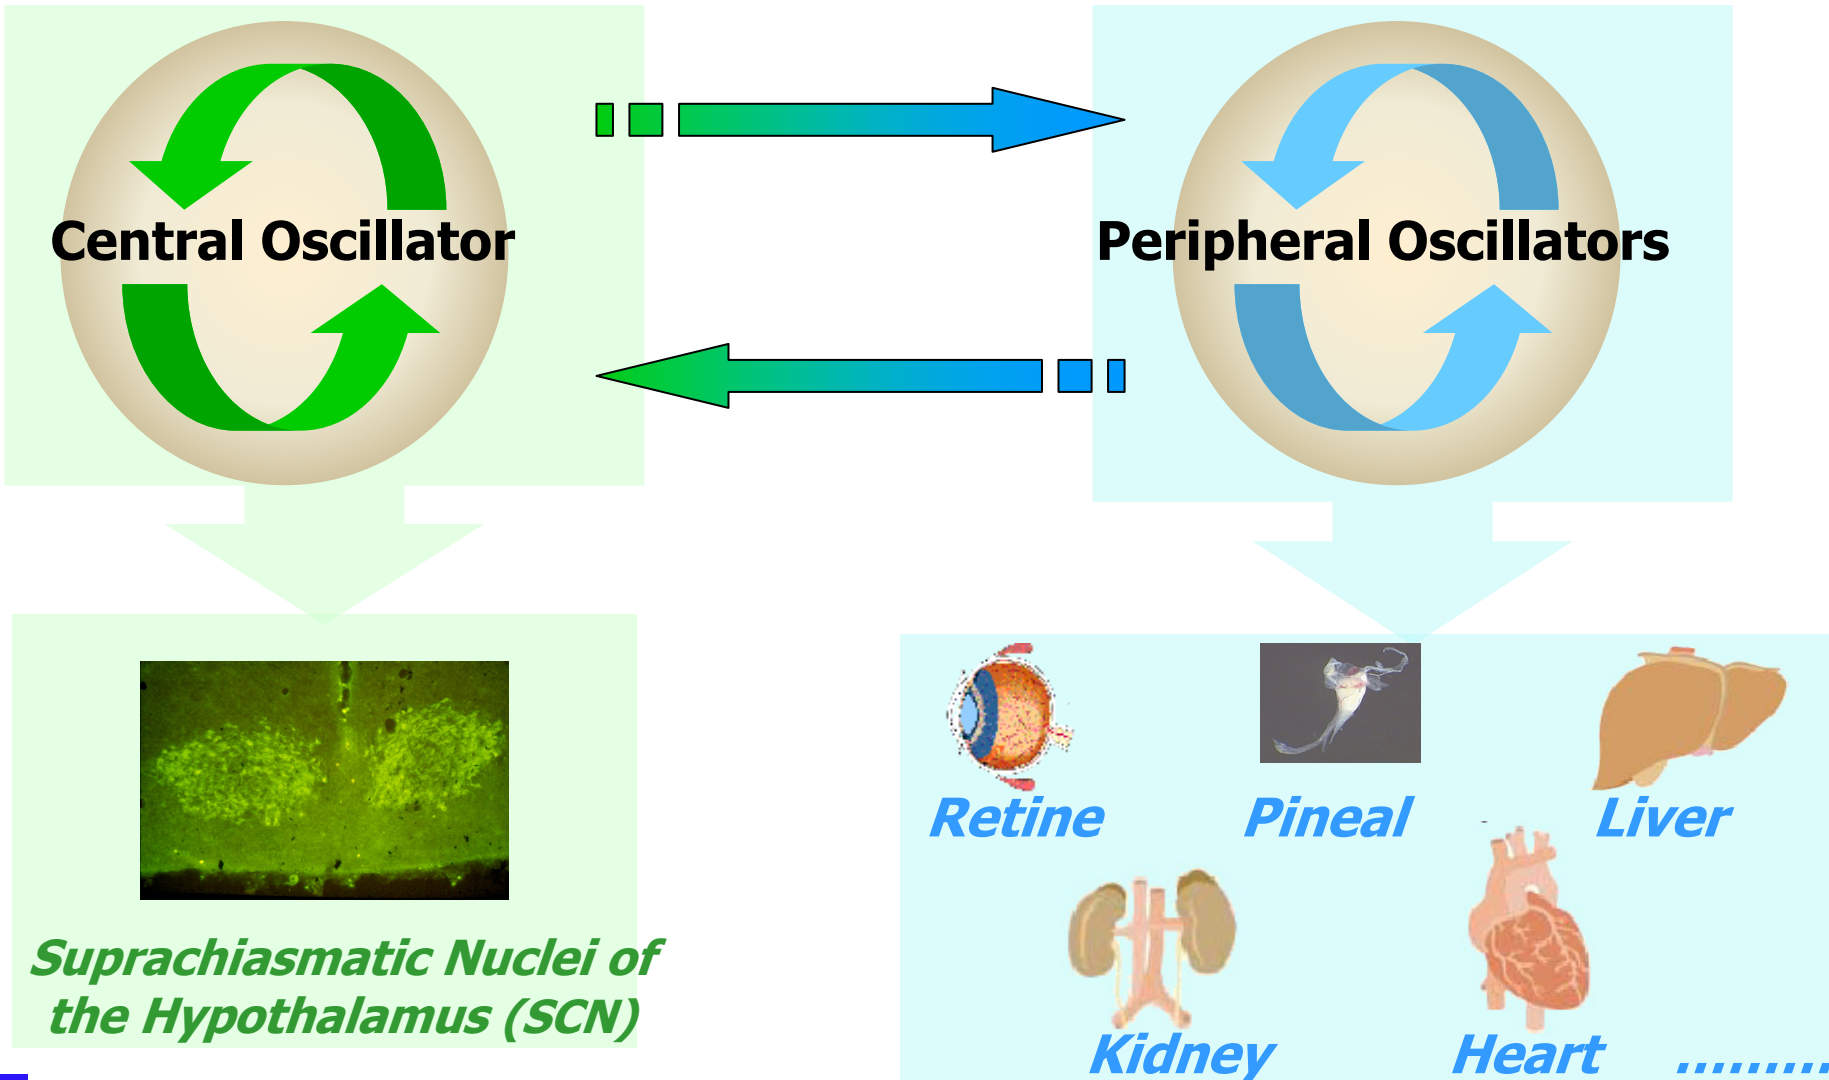 Central Oscillator
Peripheral Oscillators
Suprachiasmatic Nuclei of
the Hypothalamus (SCN)
Retine
Pineal
Liver
Kidney
Heart
.........